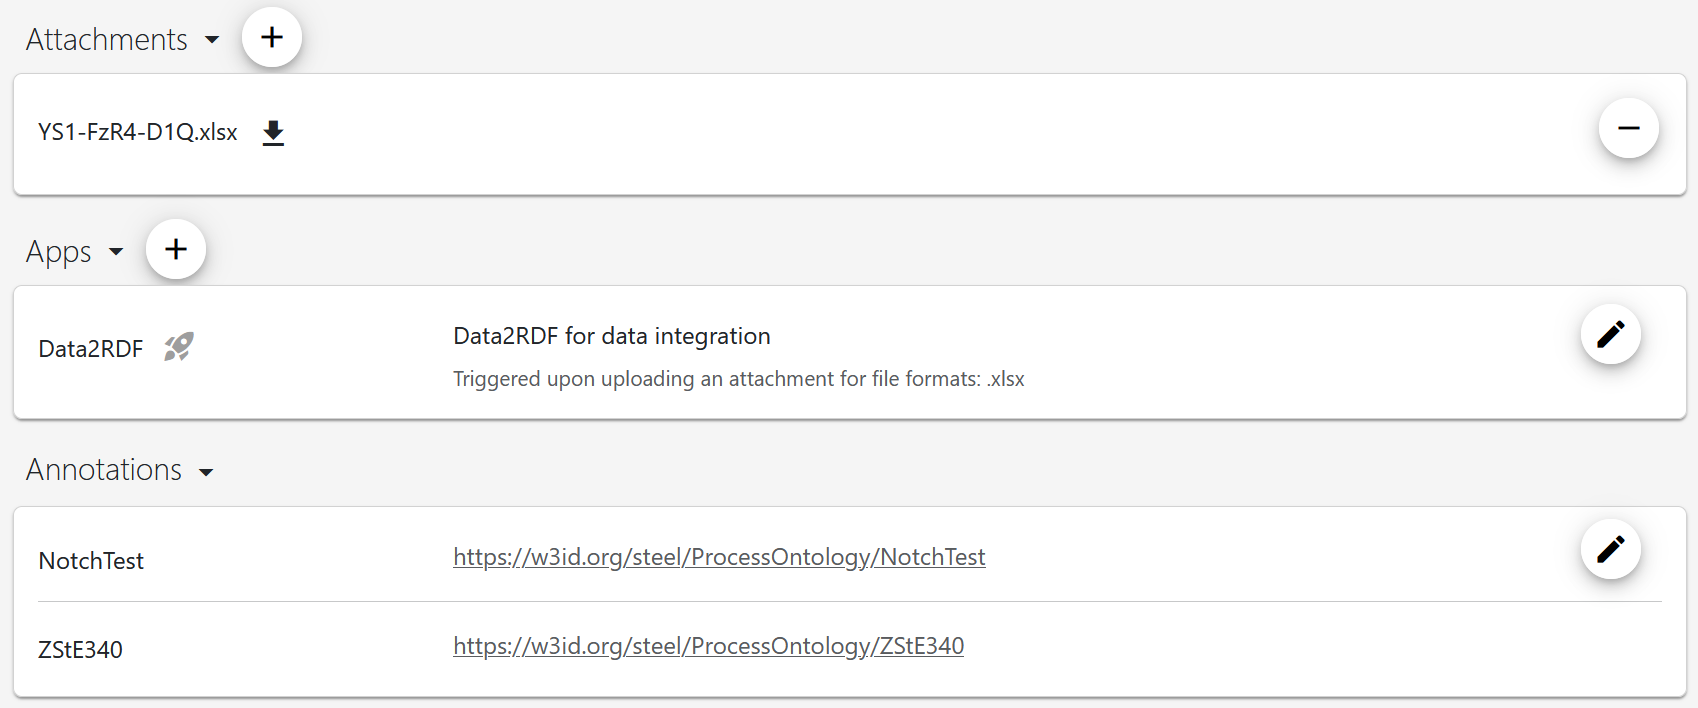 Attachments
YS1-FzR4-D1Q.xlsx
Apps
Data2RDF
Data2RDF for data integration
Triggered upon uploading an attachment for file formats: .xlsx
Annotations
NotchTest
https://w3id.org/steel/ProcessOntology/NotchTest
ZStE340
https://w3id.org/steel/ProcessOntology/ZStE340